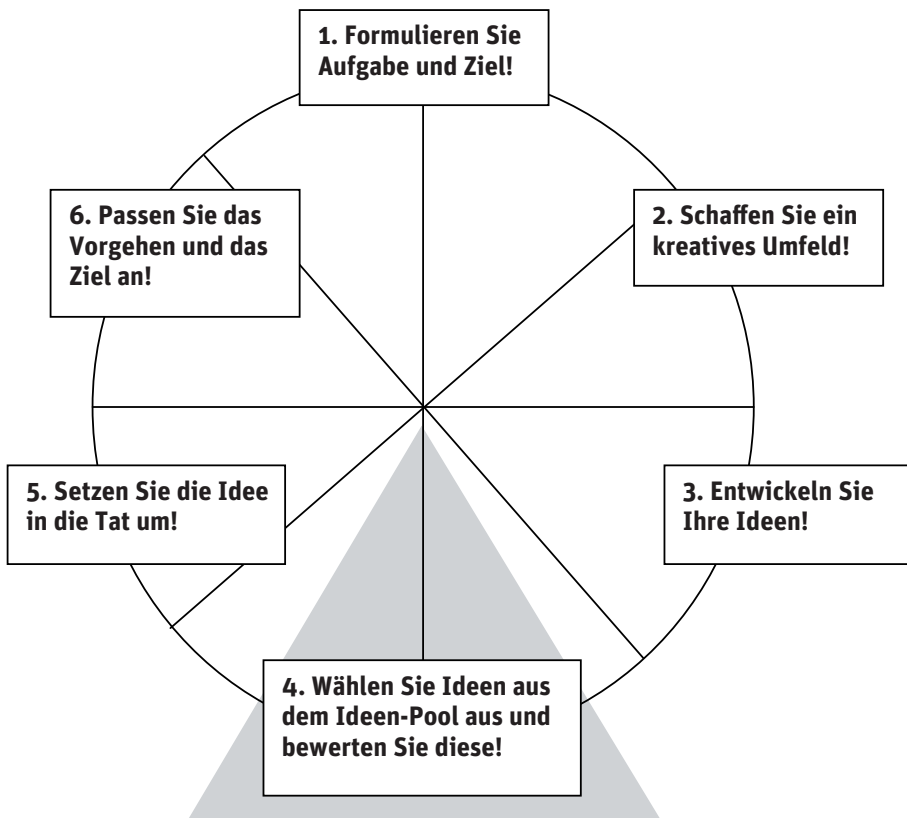 1. Formulieren Sie
Aufgabe und Ziel!
2. Schaffen Sie ein
kreatives Umfeld!
3. Entwickeln Sie
Ihre Ideen!
4. Wählen Sie Ideen aus
dem Ideen-Pool aus und
bewerten Sie diese!
5. Setzen Sie die Idee
in die Tat um!
6. Passen Sie das
Vorgehen und das
Ziel an!